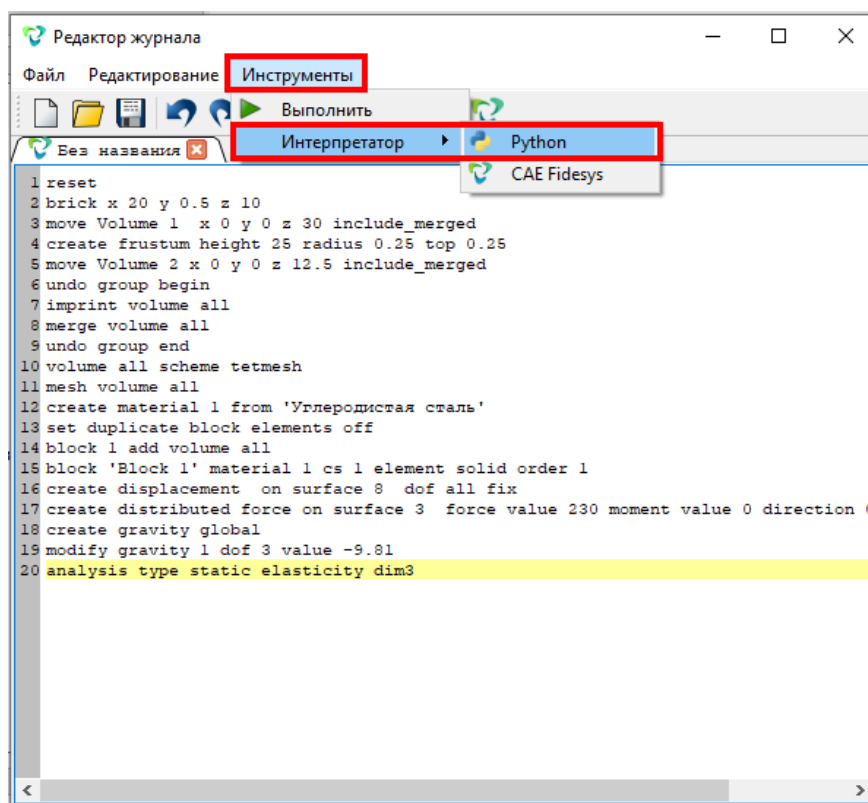 Редактор журнала
Файл Редактирование Инструменты
Выполнить
Интерпретатор Python
Без названия CAE Fidesys
1 reset
2 brick x 20 y 0.5 z 10
3 move Volume 1  x 0 y 0 z 30 include_merged
4 create frustum height 25 radius 0.25 top 0.25
5 move Volume 2 x 0 y 0 z 12.5 include_merged
6 undo group begin
7 imprint volume all
8 merge volume all
9 undo group end
10 volume all scheme tetmesh
11 mesh volume all
12 create material 1 from 'Углеродистая сталь'
13 set duplicate block elements off
14 block 1 add volume all
15 block 'Block 1' material 1 cs 1 element solid order 1
16 create displacement  on surface 8  dof all fix
17 create distributed force on surface 3  force value 230 moment value 0 direction
18 create gravity global
19 modify gravity 1 dof 3 value -9.81
20 analysis type static elasticity dim3